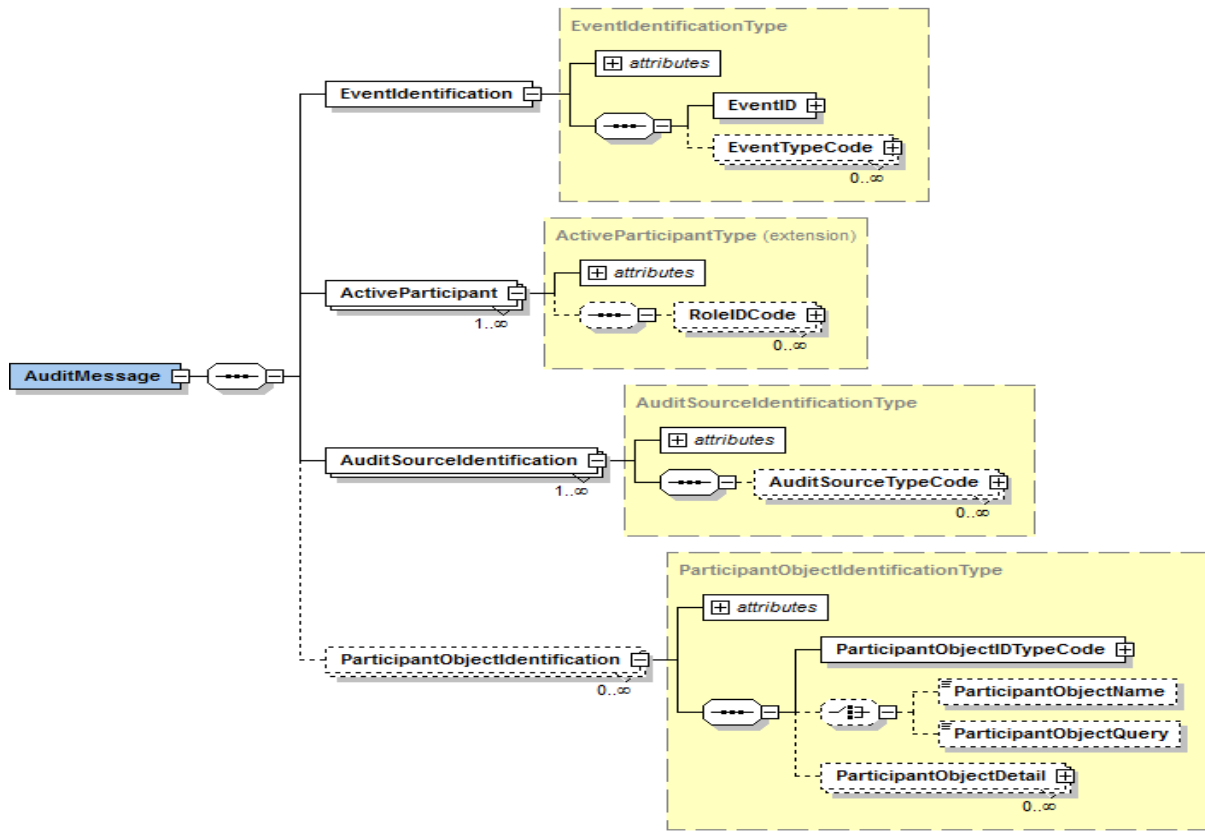 EventIdentificationType
attributes
EventIdentification
EventID
EventTypeCode
0..∞
ActiveParticipantType (extension)
attributes
ActiveParticipant
1..∞
RoleIDCode
0..∞
AuditMessage
AuditSourceIdentificationType
attributes
AuditSourceIdentification
1..∞
AuditSourceTypeCode
0..∞
ParticipantObjectIdentificationType
attributes
ParticipantObjectIdentification
0..∞
ParticipantObjectIDTypeCode
ParticipantObjectName
ParticipantObjectQuery
ParticipantObjectDetail
0..∞